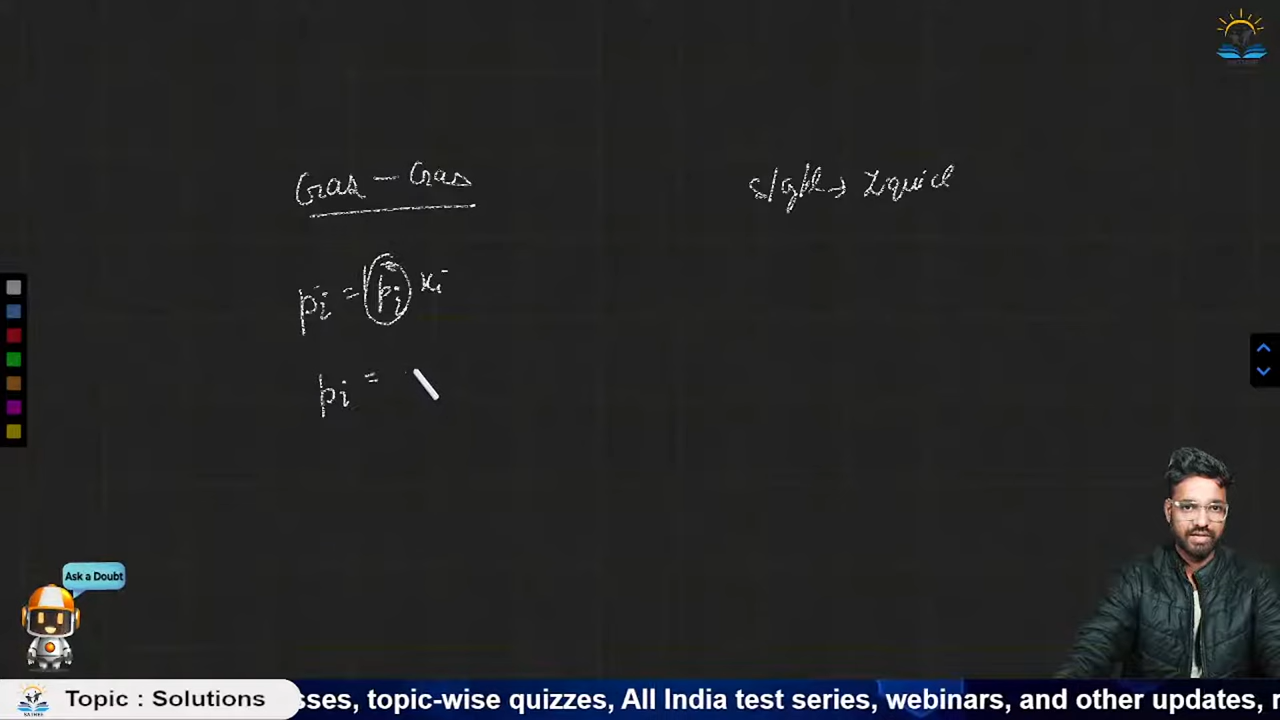 Gas - Gas
s/g/l → Liquid
pi = pi xi
pi =
Ask a Doubt
Topic : Solutions
sses, topic-wise quizzes, All India test series, webinars, and other updates, r